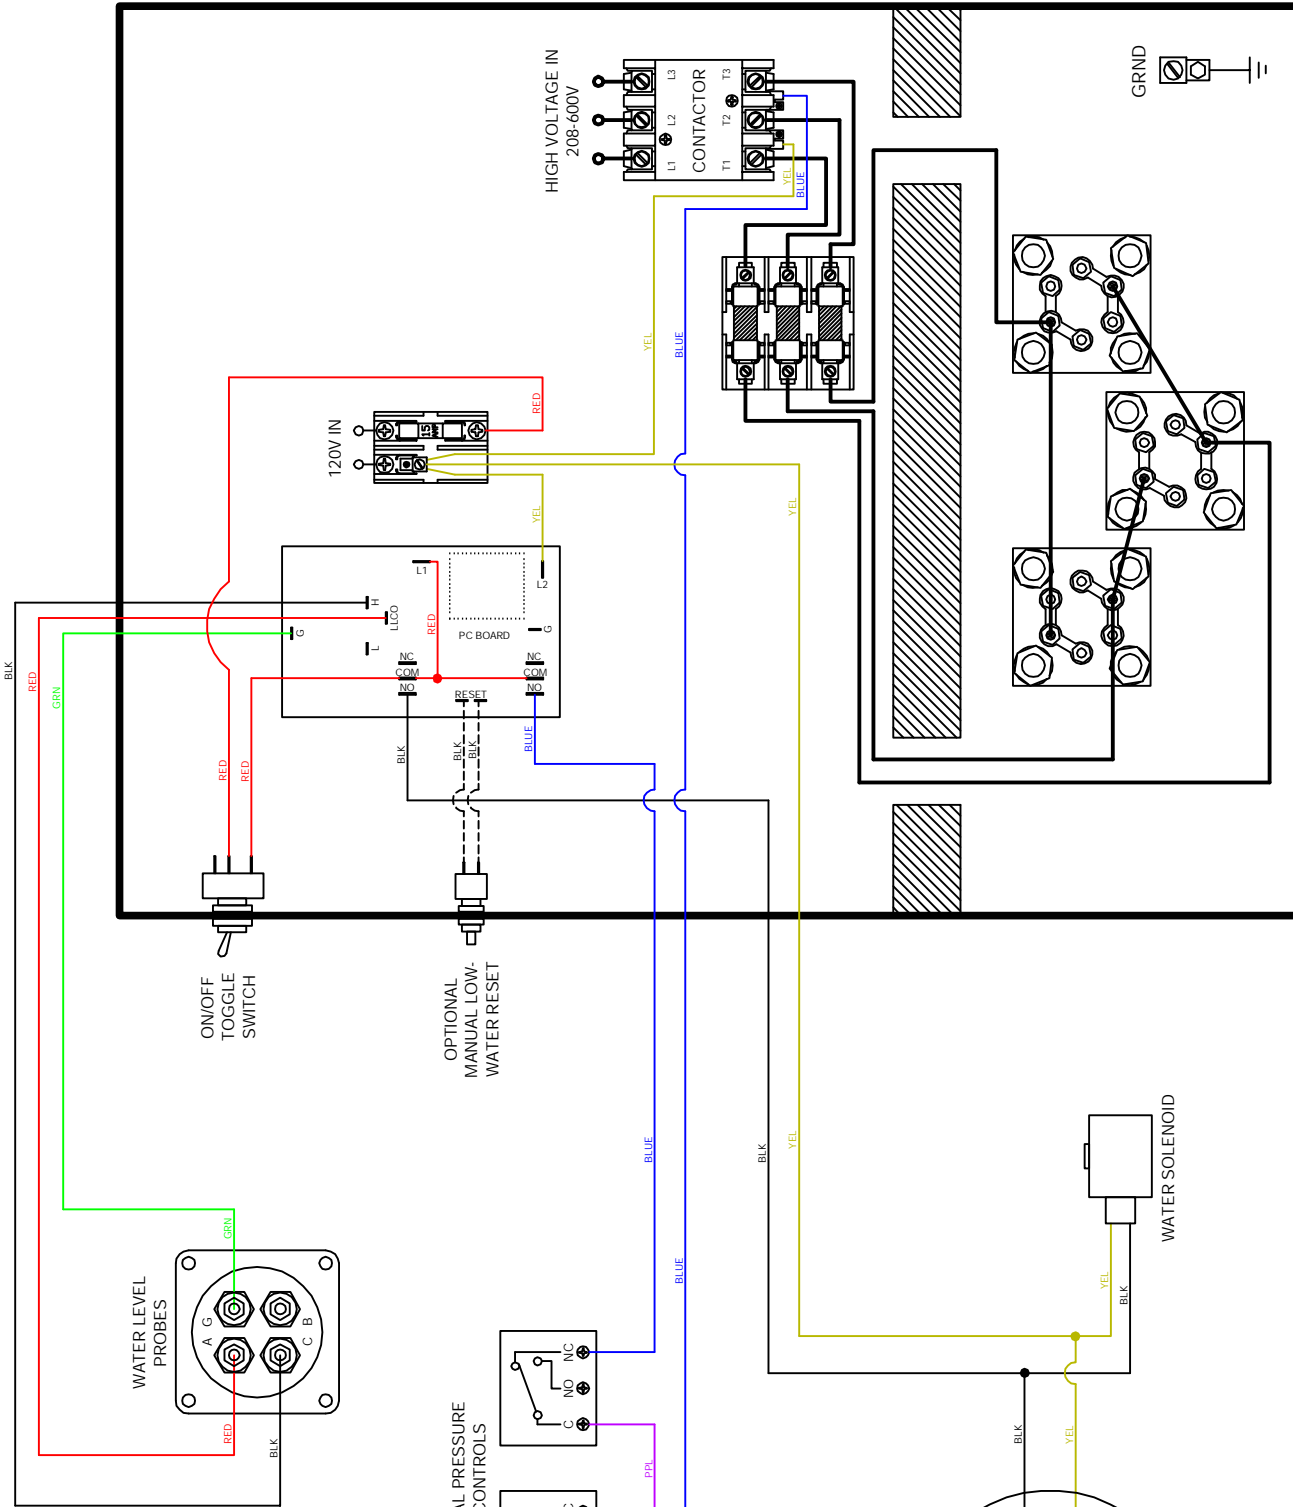 HIGH VOLTAGE IN
208-600V
L3
L2
L1
CONTACTOR
T3
T2
T1
GRND
YEL
BLUE
YEL
BLUE
RED
120V IN
15
AMP
YEL
YEL
L1
L2
PC BOARD
RED
H
LLCO
G
L
G
NC
COM
NO
NC
COM
NO
RESET
BLK
RED
GRN
RED
RED
BLK
BLK
BLK
BLUE
ON/OFF
TOGGLE
SWITCH
OPTIONAL
MANUAL LOW-
WATER RESET
WATER SOLENOID
BLUE
BLK
YEL
BLUE
YEL
BLK
GRN
WATER LEVEL
PROBES
A
G
C
B
RED
BLK
NC
NO
C
AL PRESSURE
CONTROLS
PPL
BLK
YEL